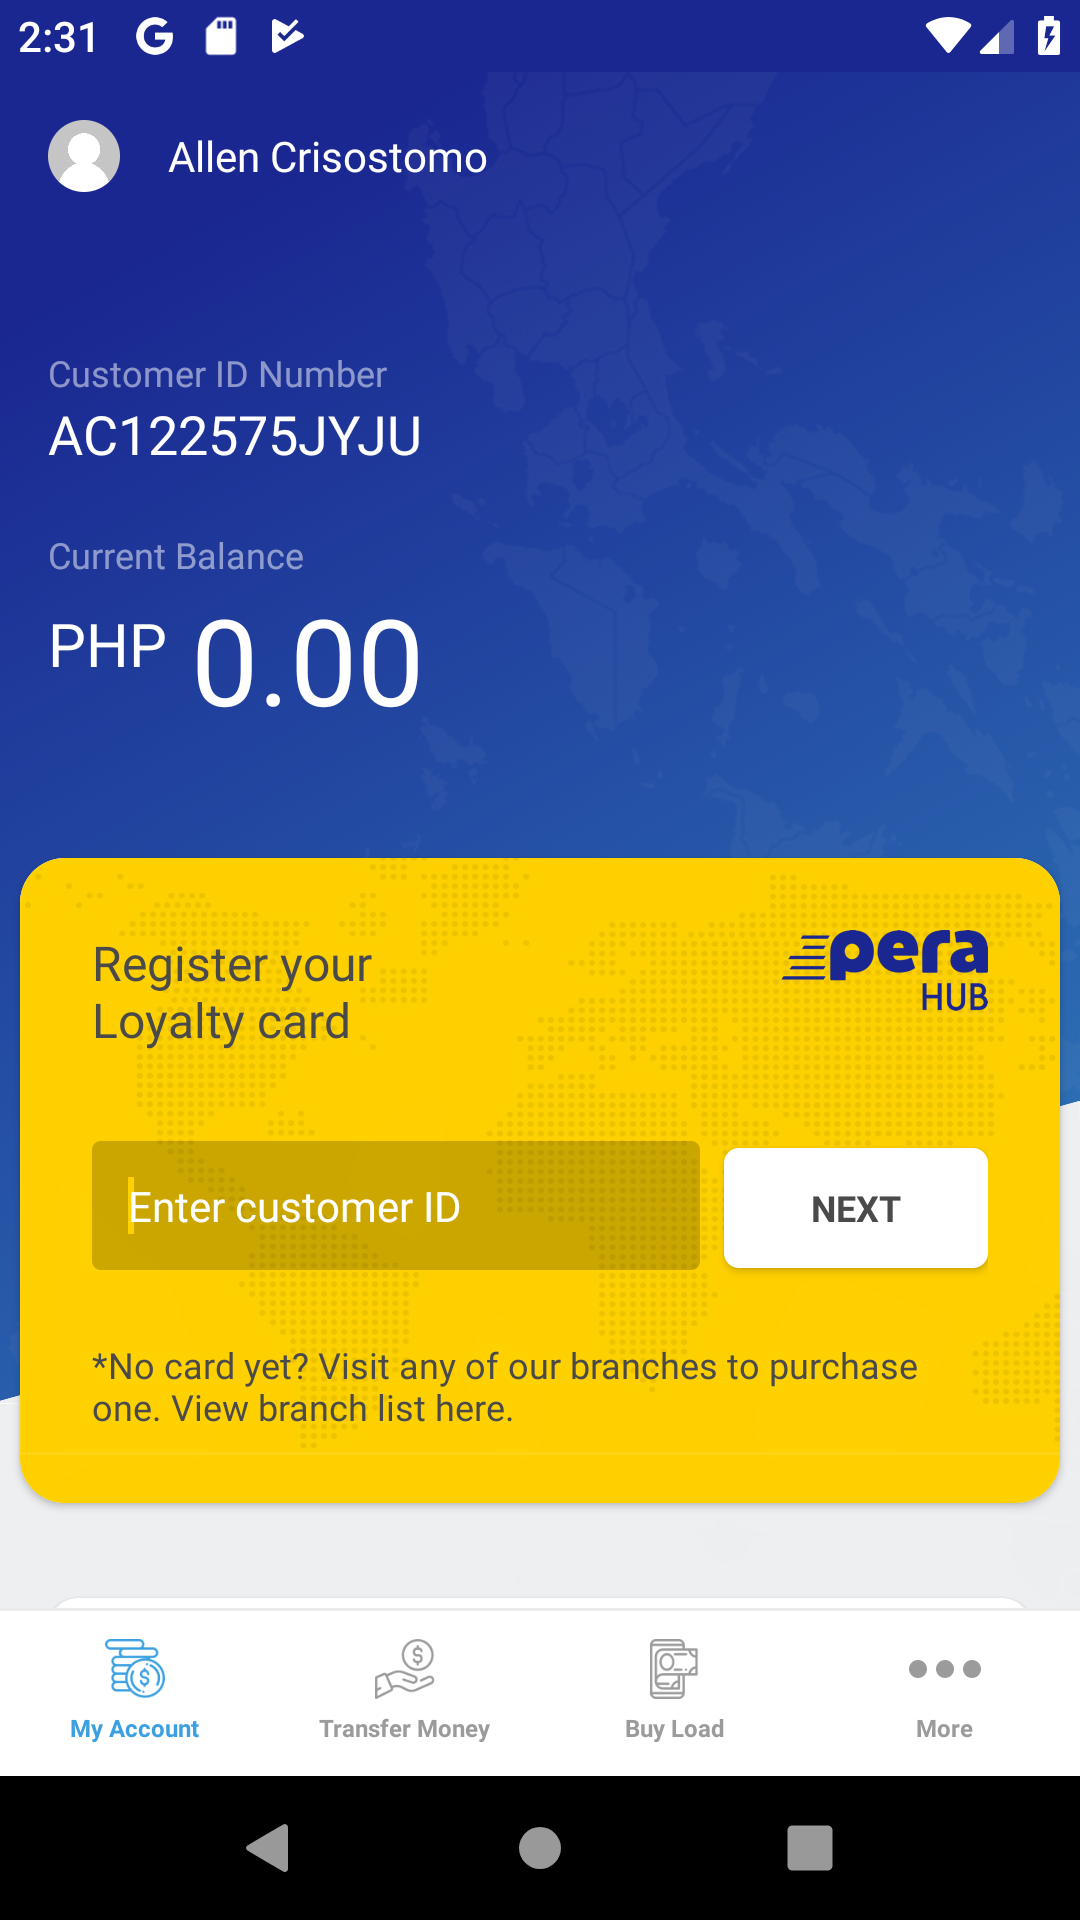 2:31
Allen Crisostomo
Customer ID Number
AC122575JYJU
Current Balance
PHP 0.00
Register your
Loyalty card
pera
HUB
Enter customer ID
NEXT
*No card yet? Visit any of our branches to purchase
one. View branch list here.
My Account
Transfer Money
Buy Load
More